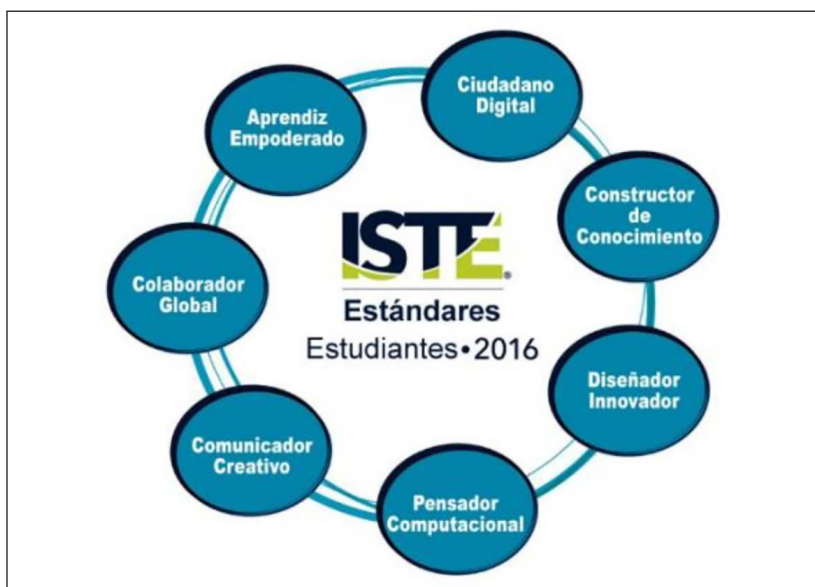 Ciudadano
Digital
Aprendiz
Empoderado
Constructor
de
Conocimiento
ISTE®
Estándares
Estudiantes•2016
Colaborador
Global
Diseñador
Innovador
Comunicador
Creativo
Pensador
Computacional